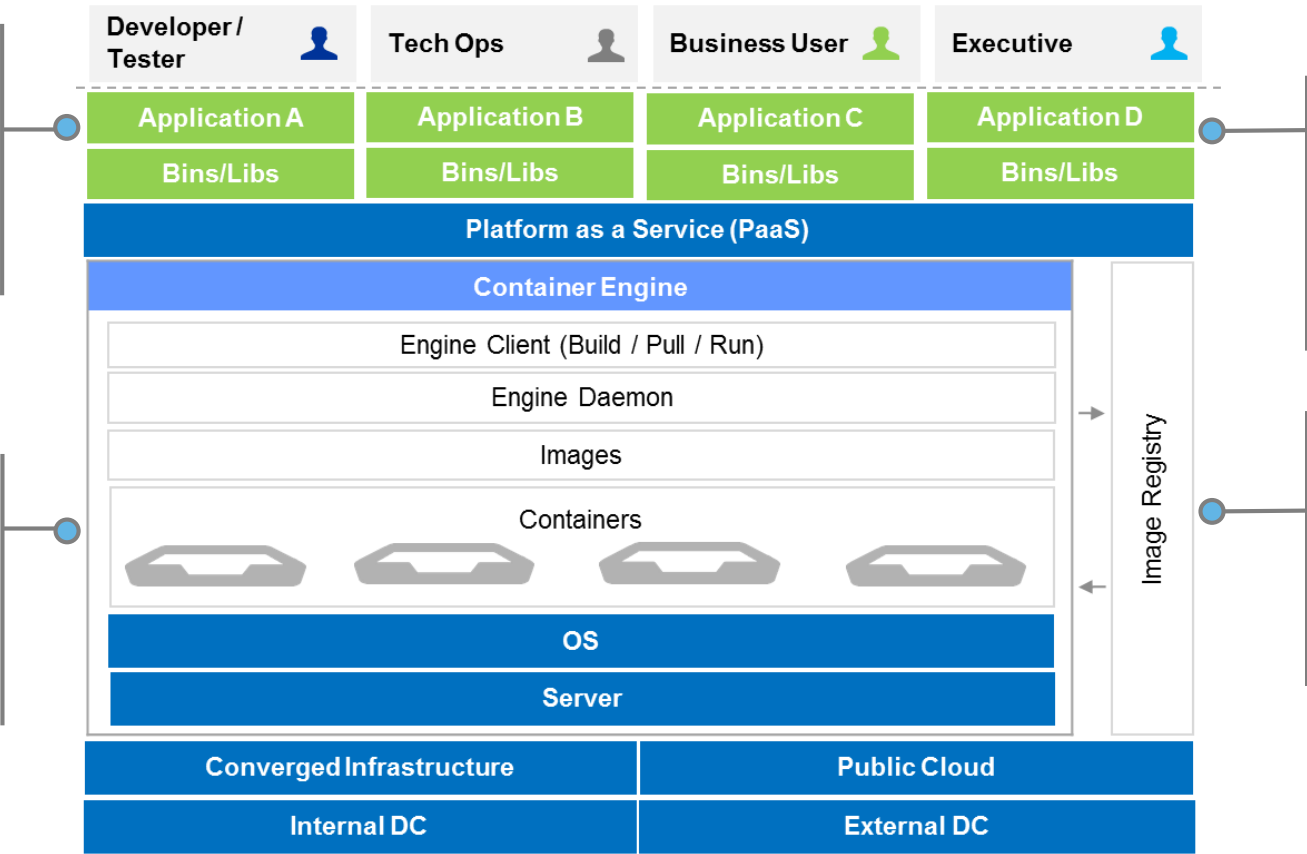 Developer /
Tester
Tech Ops
Business User
Executive
Application A
Application B
Application C
Application D
Bins/Libs
Bins/Libs
Bins/Libs
Bins/Libs
Platform as a Service (PaaS)
Container Engine
Engine Client (Build / Pull / Run)
Engine Daemon
Images
Containers
Image Registry
OS
Server
Converged Infrastructure
Public Cloud
Internal DC
External DC